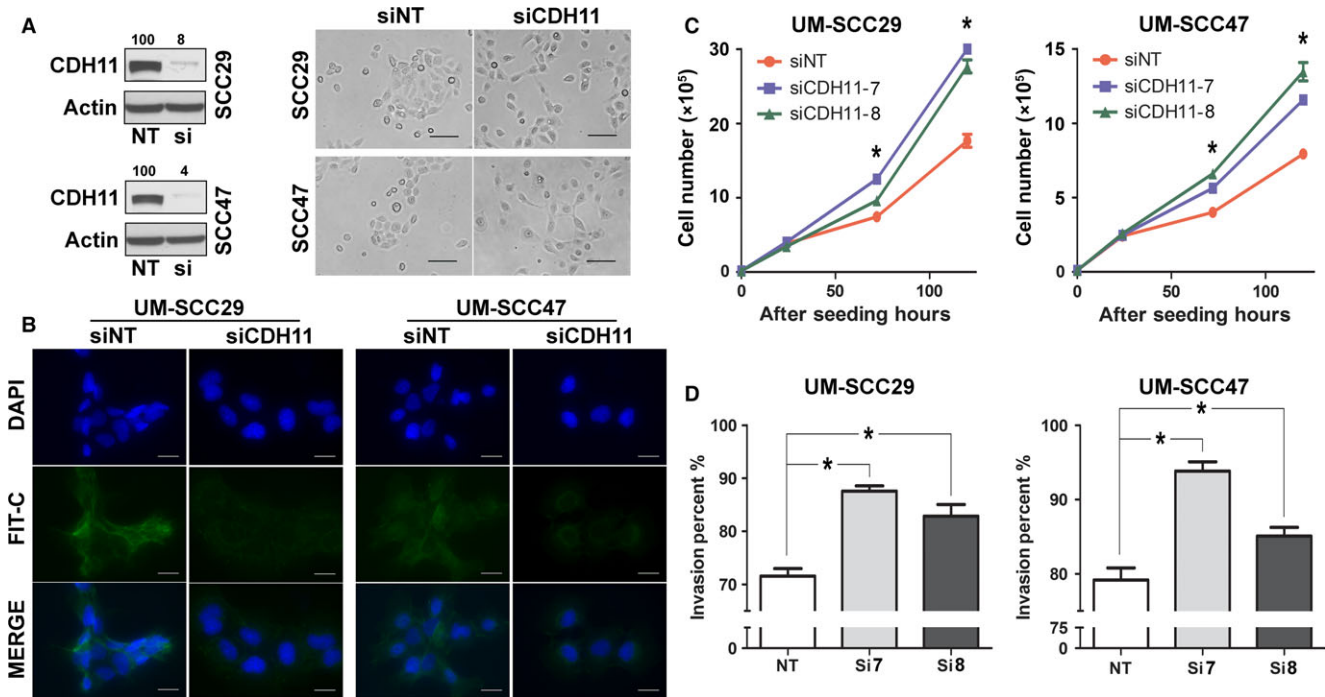 A
siNT siCDH11
100 8
CDH11
Actin
NT si
SCC29
100 4
CDH11
Actin
NT si
SCC47
SCC29
SCC47
B
UM-SCC29 UM-SCC47
siNT siCDH11 siNT siCDH11
DAPI
FIT-C
MERGE
C
UM-SCC29
Cell number (×10⁵)
30
20
10
0
siNT
siCDH11-7
siCDH11-8
*
*
0 50 100
After seeding hours
UM-SCC47
Cell number (×10⁵)
15
10
5
0
siNT
siCDH11-7
siCDH11-8
*
*
0 50 100
After seeding hours
D
UM-SCC29
Invasion percent %
100
90
80
70
0
*
*
NT Si7 Si8
UM-SCC47
Invasion percent %
100
90
80
75
0
*
*
NT Si7 Si8